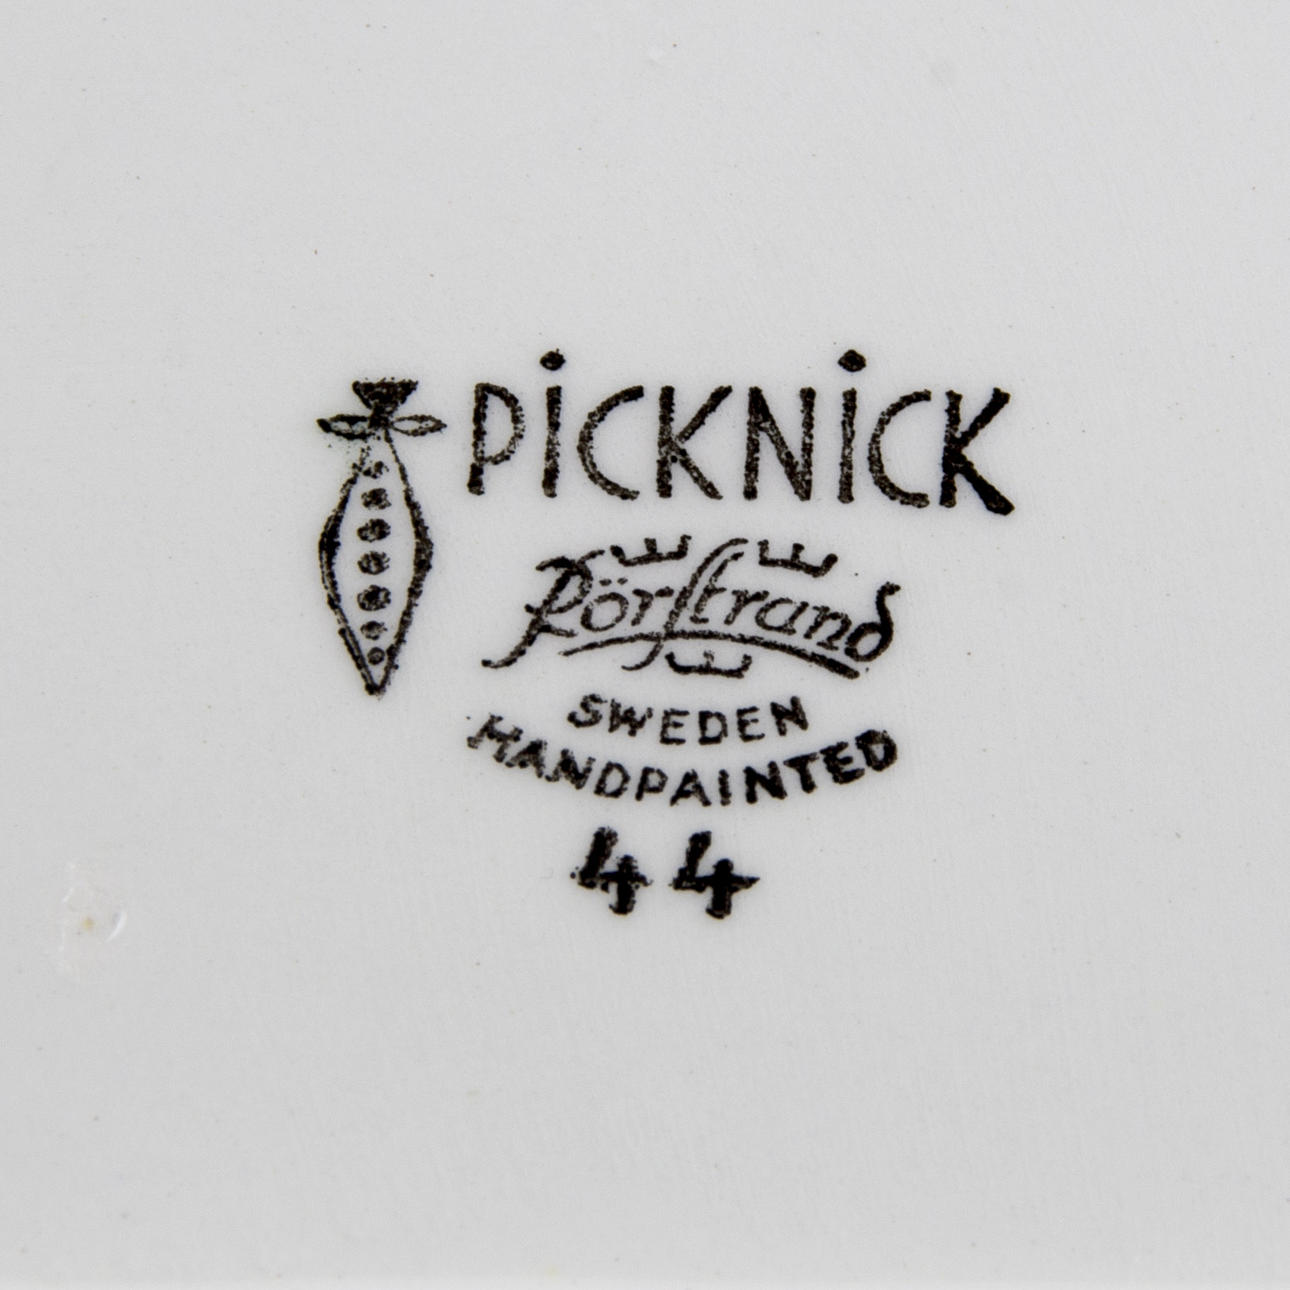 PiCKNiCK
Rörstrand
SWEDEN
HANDPAINTED
44